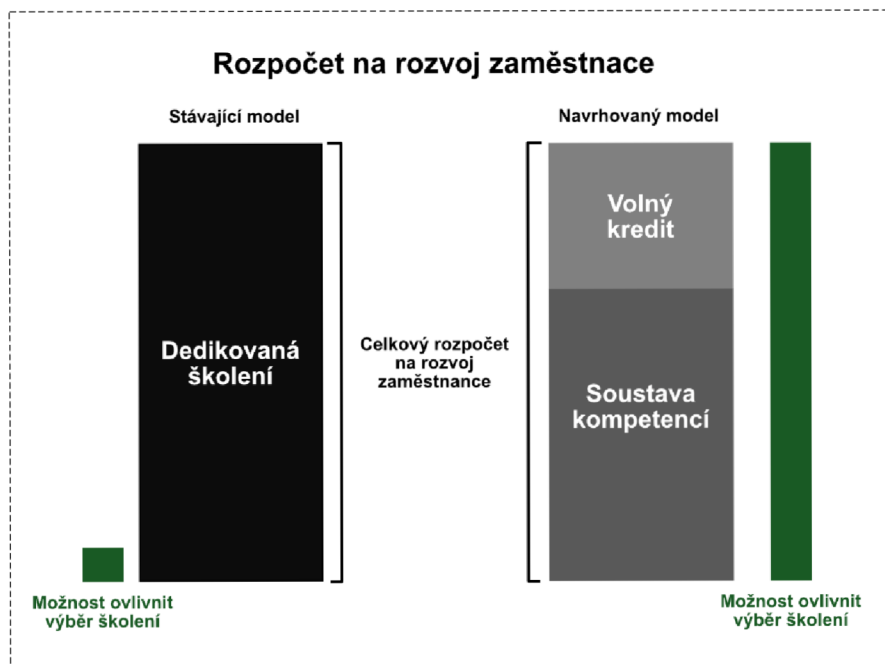 Rozpočet na rozvoj zaměstnace
Stávající model
Navrhovaný model
Dedikovaná
školení
Celkový rozpočet
na rozvoj
zaměstnance
Volný
kredit
Soustava
kompetencí
Možnost ovlivnit
výběr školení
Možnost ovlivnit
výběr školení